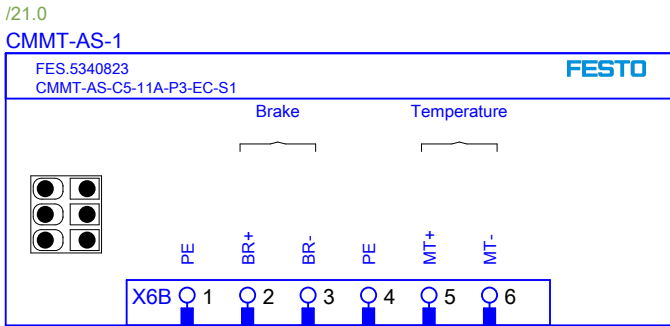 /21.0
CMMT-AS-1
FES.5340823
CMMT-AS-C5-11A-P3-EC-S1
FESTO
Brake
Temperature
PE
BR+
BR-
PE
MT+
MT-
X6B 1 2 3 4 5 6